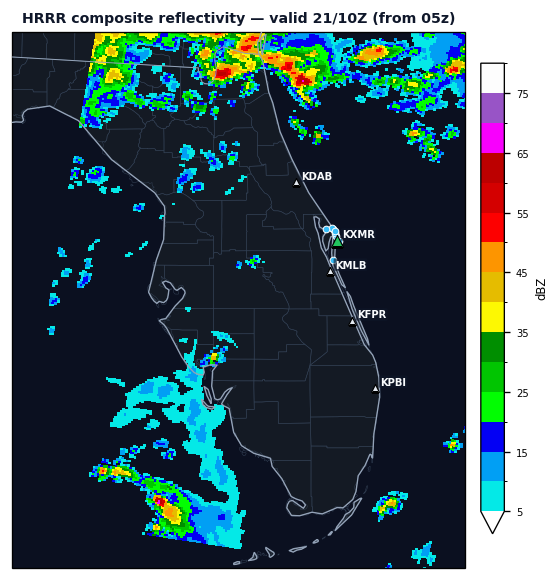 HRRR composite reflectivity — valid 21/10Z (from 05z)
KDAB
KXMR
KMLB
KFPR
KPBI
75
65
55
45
35
25
15
5
dBZ